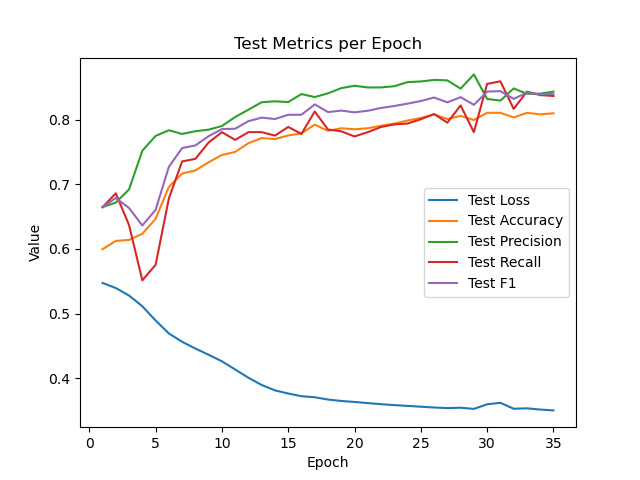 Test Metrics per Epoch
Value
0.8
0.7
0.6
0.5
0.4
Test Loss
Test Accuracy
Test Precision
Test Recall
Test F1
0 5 10 15 20 25 30 35
Epoch